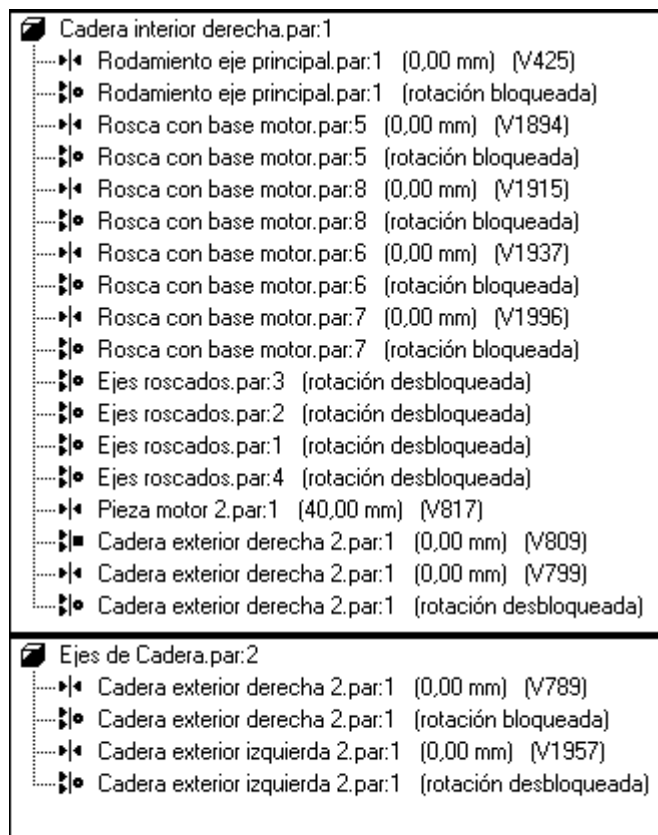 Cadera interior derecha.par:1
Rodamiento eje principal.par:1 (0,00 mm) (V425)
Rodamiento eje principal.par:1 (rotación bloqueada)
Rosca con base motor.par:5 (0,00 mm) (V1894)
Rosca con base motor.par:5 (rotación bloqueada)
Rosca con base motor.par:8 (0,00 mm) (V1915)
Rosca con base motor.par:8 (rotación bloqueada)
Rosca con base motor.par:6 (0,00 mm) (V1937)
Rosca con base motor.par:6 (rotación bloqueada)
Rosca con base motor.par:7 (0,00 mm) (V1996)
Rosca con base motor.par:7 (rotación bloqueada)
Ejes roscados.par:3 (rotación desbloqueada)
Ejes roscados.par:2 (rotación desbloqueada)
Ejes roscados.par:1 (rotación desbloqueada)
Ejes roscados.par:4 (rotación desbloqueada)
Pieza motor 2.par:1 (40,00 mm) (V817)
Cadera exterior derecha 2.par:1 (0,00 mm) (V809)
Cadera exterior derecha 2.par:1 (0,00 mm) (V799)
Cadera exterior derecha 2.par:1 (rotación desbloqueada)
Ejes de Cadera.par:2
Cadera exterior derecha 2.par:1 (0,00 mm) (V789)
Cadera exterior derecha 2.par:1 (rotación bloqueada)
Cadera exterior izquierda 2.par:1 (0,00 mm) (V1957)
Cadera exterior izquierda 2.par:1 (rotación desbloqueada)